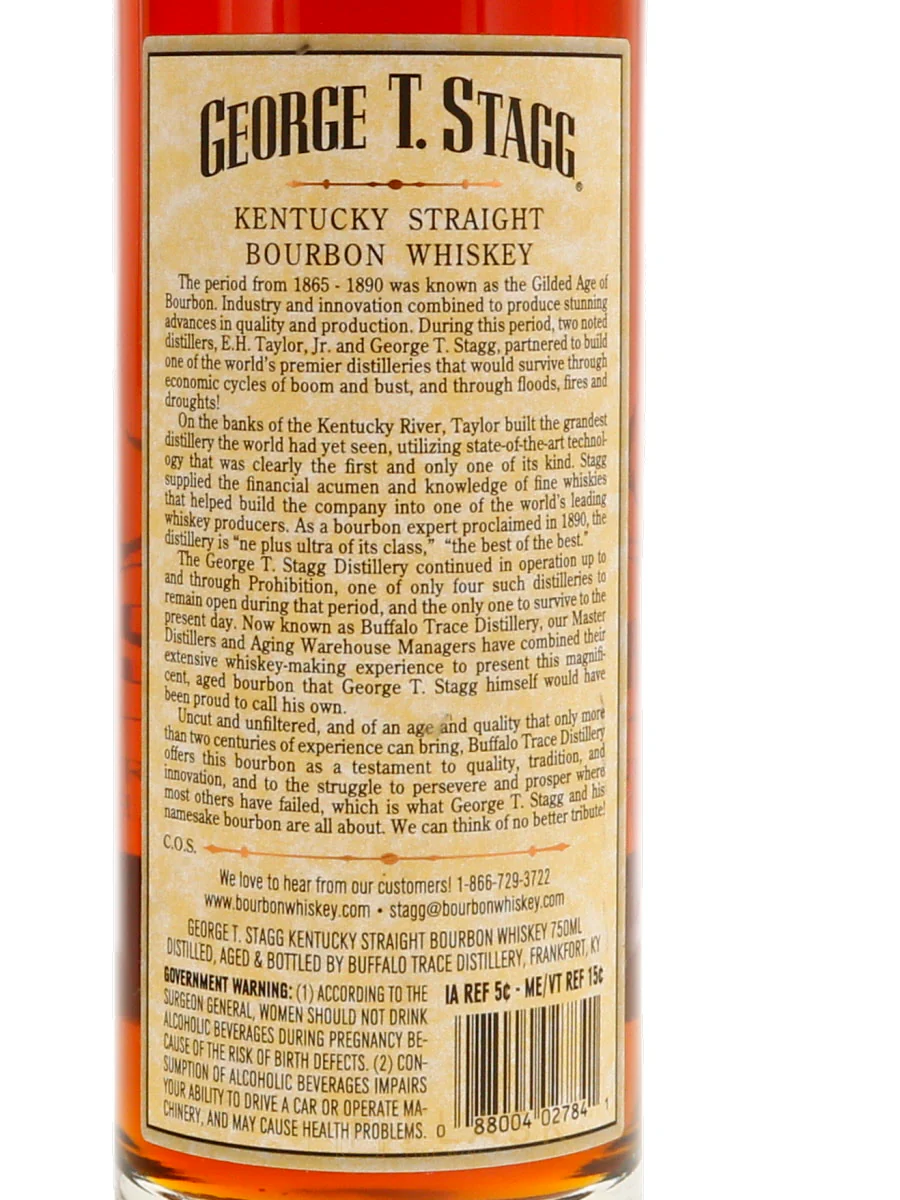 GEORGE T. STAGG®
KENTUCKY STRAIGHT
BOURBON WHISKEY
The period from 1865 - 1890 was known as the Gilded Age of
Bourbon. Industry and innovation combined to produce stunning
advances in quality and production. During this period, two noted
distillers, E.H. Taylor, Jr. and George T. Stagg, partnered to build
one of the world's premier distilleries that would survive through
economic cycles of boom and bust, and through floods, fires and
droughts!
On the banks of the Kentucky River, Taylor built the grandest
distillery the world had yet seen, utilizing state-of-the-art technol-
ogy that was clearly the first and only one of its kind. Stagg
supplied the financial acumen and knowledge of fine whiskies
that helped build the company into one of the world's leading
whiskey producers. As a bourbon expert proclaimed in 1890, the
distillery is "ne plus ultra of its class," "the best of the best."
The George T. Stagg Distillery continued in operation up to
and through Prohibition, one of only four such distilleries to
remain open during that period, and the only one to survive to the
present day. Now known as Buffalo Trace Distillery, our Master
Distillers and Aging Warehouse Managers have combined their
extensive whiskey-making experience to present this magnifi-
cent, aged bourbon that George T. Stagg himself would have
been proud to call his own.
Uncut and unfiltered, and of an age and quality that only more
than two centuries of experience can bring, Buffalo Trace Distillery
offers this bourbon as a testament to quality, tradition, and
innovation, and to the struggle to persevere and prosper where
most others have failed, which is what George T. Stagg and his
namesake bourbon are all about. We can think of no better tribute!
C.O.S.
We love to hear from our customers! 1-866-729-3722
www.bourbonwhiskey.com • stagg@bourbonwhiskey.com
GEORGE T. STAGG KENTUCKY STRAIGHT BOURBON WHISKEY 750ML
DISTILLED, AGED & BOTTLED BY BUFFALO TRACE DISTILLERY, FRANKFORT, KY
GOVERNMENT WARNING: (1) ACCORDING TO THE
SURGEON GENERAL, WOMEN SHOULD NOT DRINK
ALCOHOLIC BEVERAGES DURING PREGNANCY BE-
CAUSE OF THE RISK OF BIRTH DEFECTS. (2) CON-
SUMPTION OF ALCOHOLIC BEVERAGES IMPAIRS
YOUR ABILITY TO DRIVE A CAR OR OPERATE MA-
CHINERY, AND MAY CAUSE HEALTH PROBLEMS.
IA REF 5¢ - ME/VT REF 15¢
0 88004 02784 1